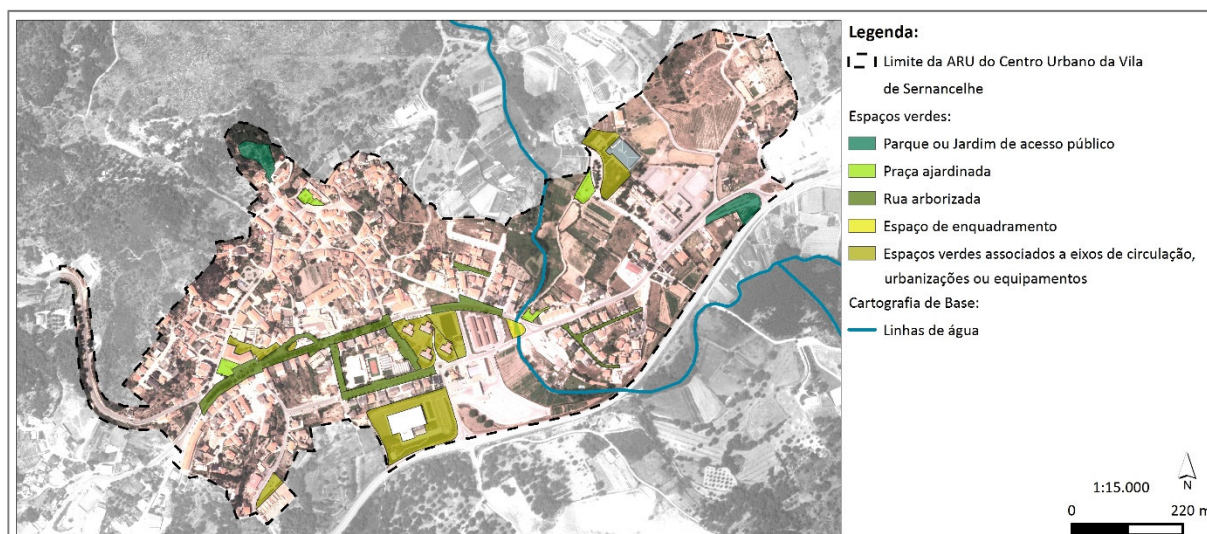 Legenda:
Limite da ARU do Centro Urbano da Vila
de Sernancelhe
Espaços verdes:
Parque ou Jardim de acesso público
Praça ajardinada
Rua arborizada
Espaço de enquadramento
Espaços verdes associados a eixos de circulação,
urbanizações ou equipamentos
Cartografia de Base:
Linhas de água
1:15.000
N
0 220 m